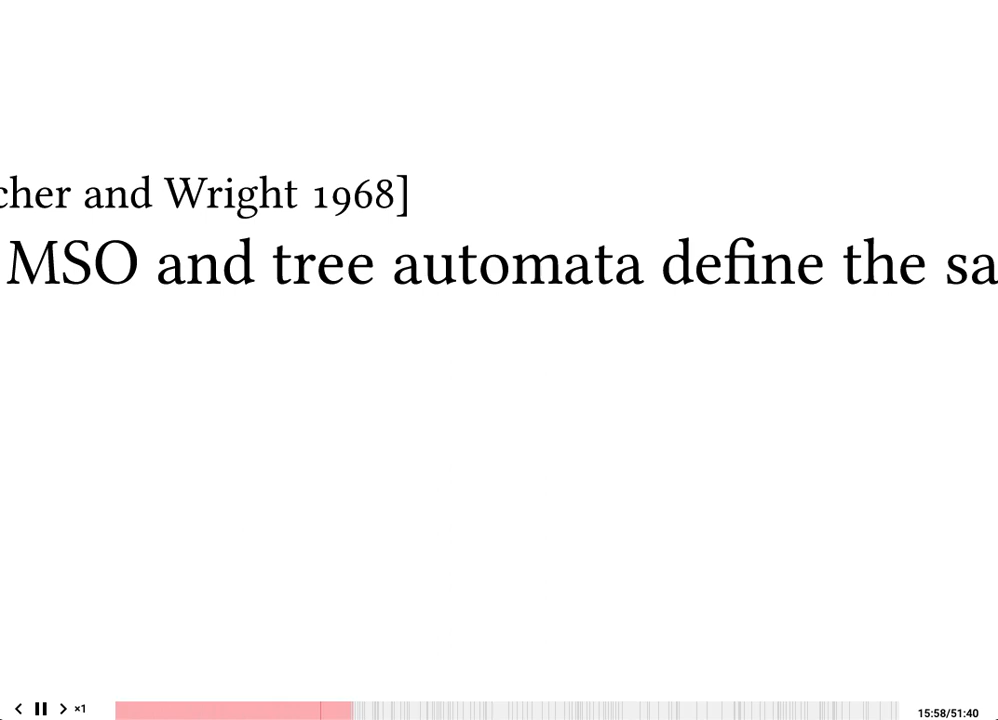 cher and Wright 1968]
MSO and tree automata define the sa
×1
15:58/51:40